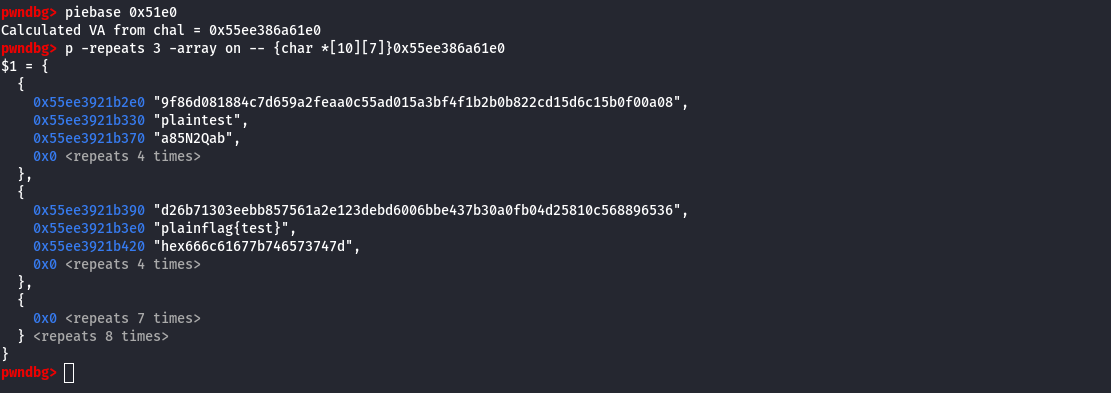 pwndbg> piebase 0x51e0
Calculated VA from chal = 0x55ee386a61e0
pwndbg> p -repeats 3 -array on -- {char *[10][7]}0x55ee386a61e0
$1 = {
  {
    0x55ee3921b2e0 "9f86d081884c7d659a2feaa0c55ad015a3bf4f1b2b0b822cd15d6c15b0f00a08",
    0x55ee3921b330 "plaintest",
    0x55ee3921b370 "a85N2Qab",
    0x0 <repeats 4 times>
  },
  {
    0x55ee3921b390 "d26b71303eebb857561a2e123debd6006bbe437b30a0fb04d25810c568896536",
    0x55ee3921b3e0 "plainflag{test}",
    0x55ee3921b420 "hex666c61677b746573747d",
    0x0 <repeats 4 times>
  },
  {
    0x0 <repeats 7 times>
  } <repeats 8 times>
}
pwndbg>